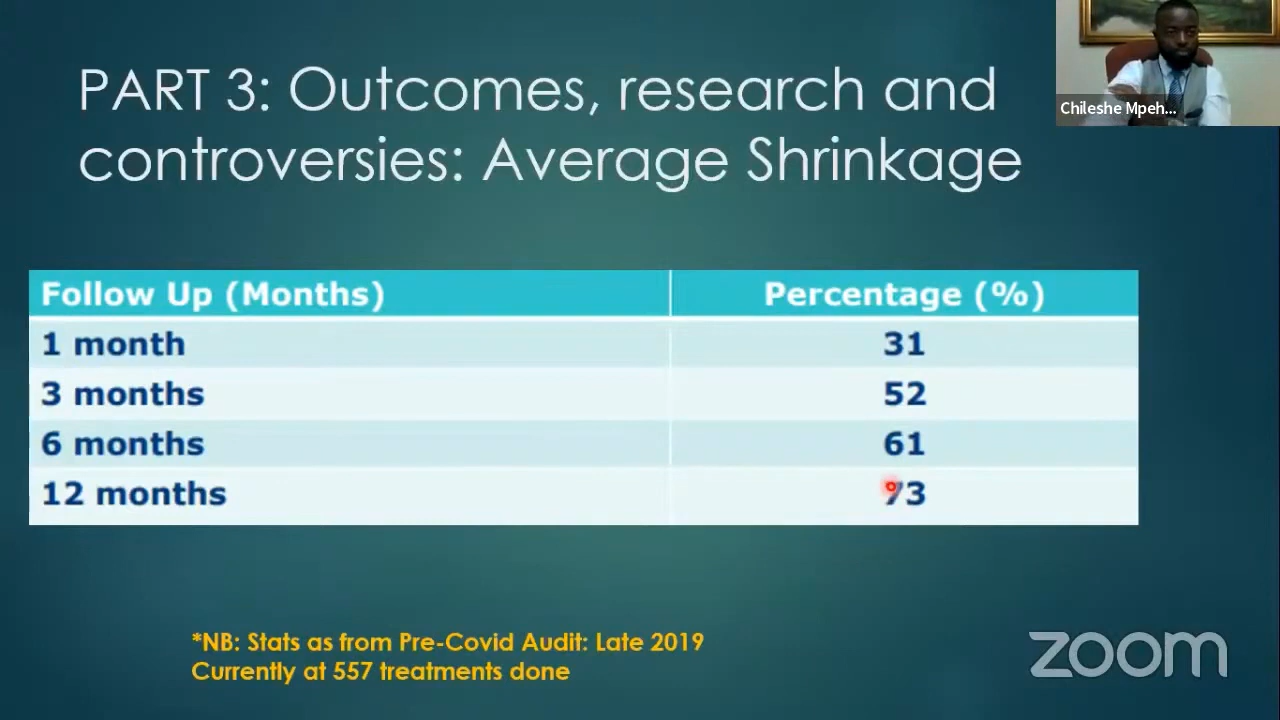 PART 3: Outcomes, research and
controversies: Average Shrinkage
Chileshe Mpeh...
Follow Up (Months) Percentage (%)
1 month 31
3 months 52
6 months 61
12 months 73
*NB: Stats as from Pre-Covid Audit: Late 2019
Currently at 557 treatments done
zoom